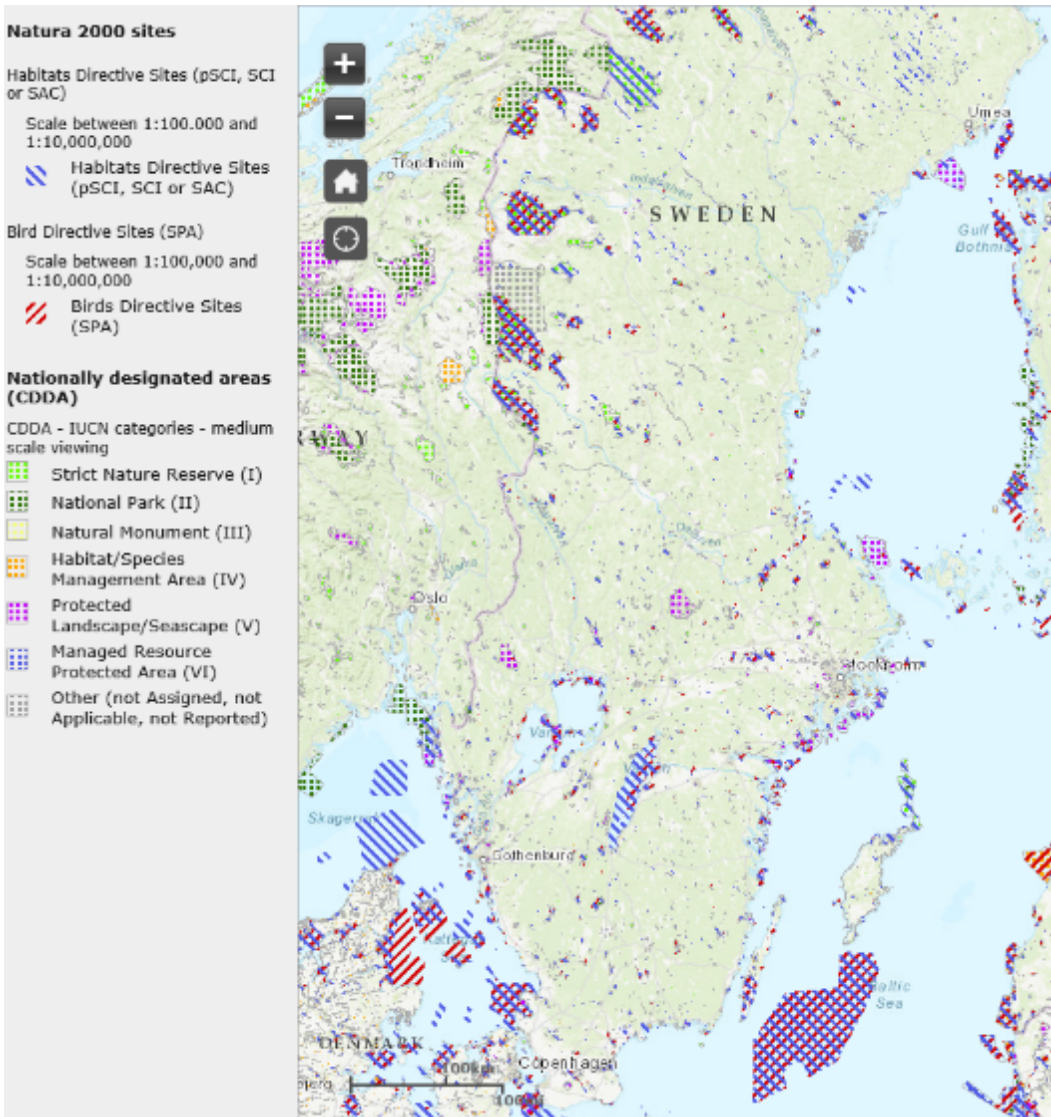 Natura 2000 sites
Habitats Directive Sites (pSCI, SCI
or SAC)
Scale between 1:100.000 and
1:10,000,000
Habitats Directive Sites
(pSCI, SCI or SAC)
Bird Directive Sites (SPA)
Scale between 1:100,000 and
1:10,000,000
Birds Directive Sites
(SPA)
Nationally designated areas
(CDDA)
CDDA - IUCN categories - medium
scale viewing
Strict Nature Reserve (I)
National Park (II)
Natural Monument (III)
Habitat/Species
Management Area (IV)
Protected
Landscape/Seascape (V)
Managed Resource
Protected Area (VI)
Other (not Assigned, not
Applicable, not Reported)
+
−
Umea
Trondheim
SWEDEN
Gulf
Bothnia
RWAY
Oslo
Stockholm
Skagerrak
Gothenburg
Baltic
Sea
DENMARK
Copenhagen
100km